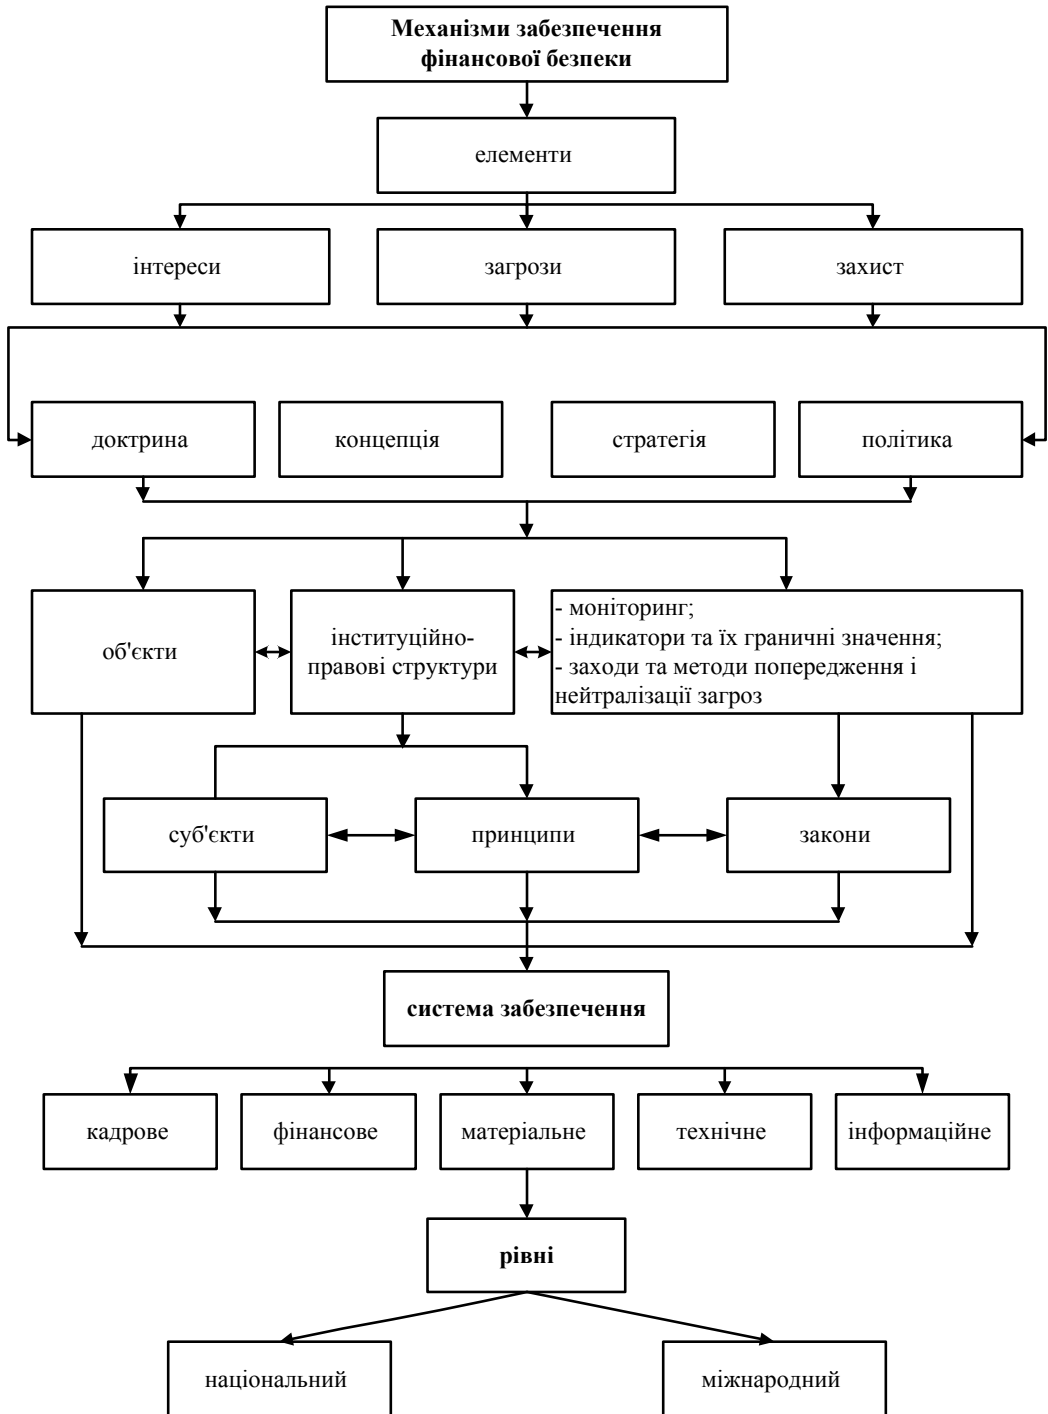 Механізми забезпечення
фінансової безпеки
елементи
інтереси
загрози
захист
доктрина
концепція
стратегія
політика
об'єкти
інституційно-
правові структури
- моніторинг;
- індикатори та їх граничні значення;
- заходи та методи попередження і
нейтралізації загроз
суб'єкти
принципи
закони
система забезпечення
кадрове
фінансове
матеріальне
технічне
інформаційне
рівні
національний
міжнародний